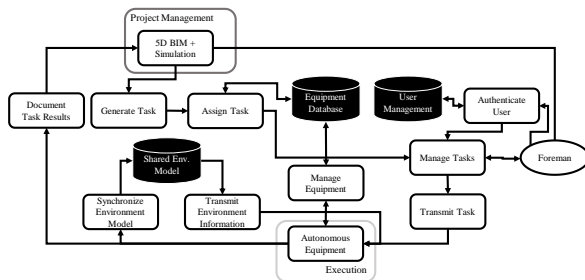 Project Management
5D BIM +
Simulation
Document
Task Results
Generate Task
Assign Task
Equipment
Database
User
Management
Authenticate
User
Shared Env.
Model
Manage
Equipment
Manage Tasks
Foreman
Synchronize
Environment
Model
Transmit
Environment
Information
Autonomous
Equipment
Transmit Task
Execution